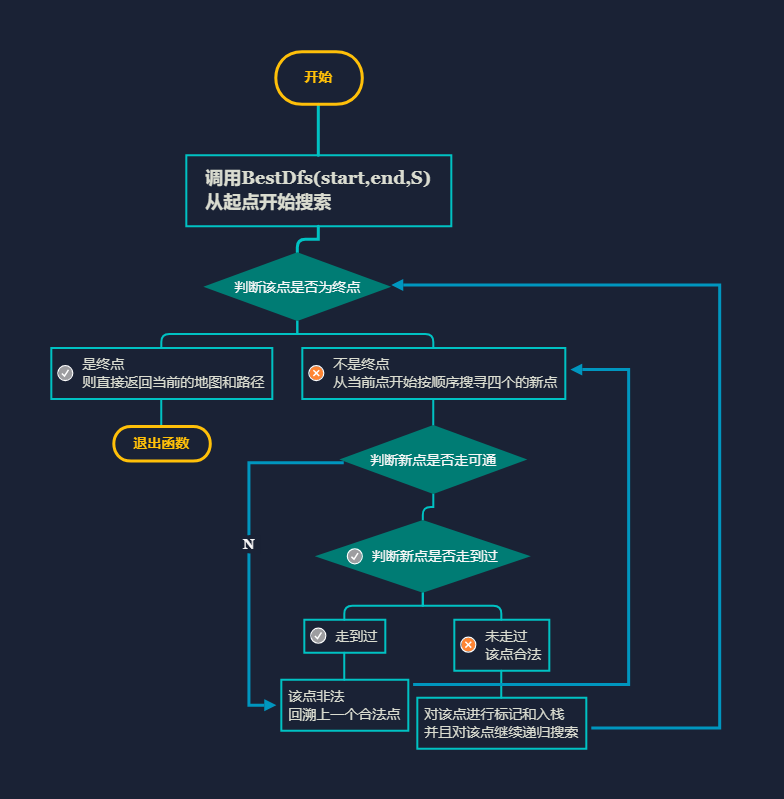 开始
调用BestDfs(start,end,S)
从起点开始搜索
判断该点是否为终点
是终点
则直接返回当前的地图和路径
不是终点
从当前点开始按顺序搜寻四个的新点
退出函数
判断新点是否走可通
N
判断新点是否走到过
走到过
未走过
该点合法
该点非法
回溯上一个合法点
对该点进行标记和入栈
并且对该点继续递归搜索